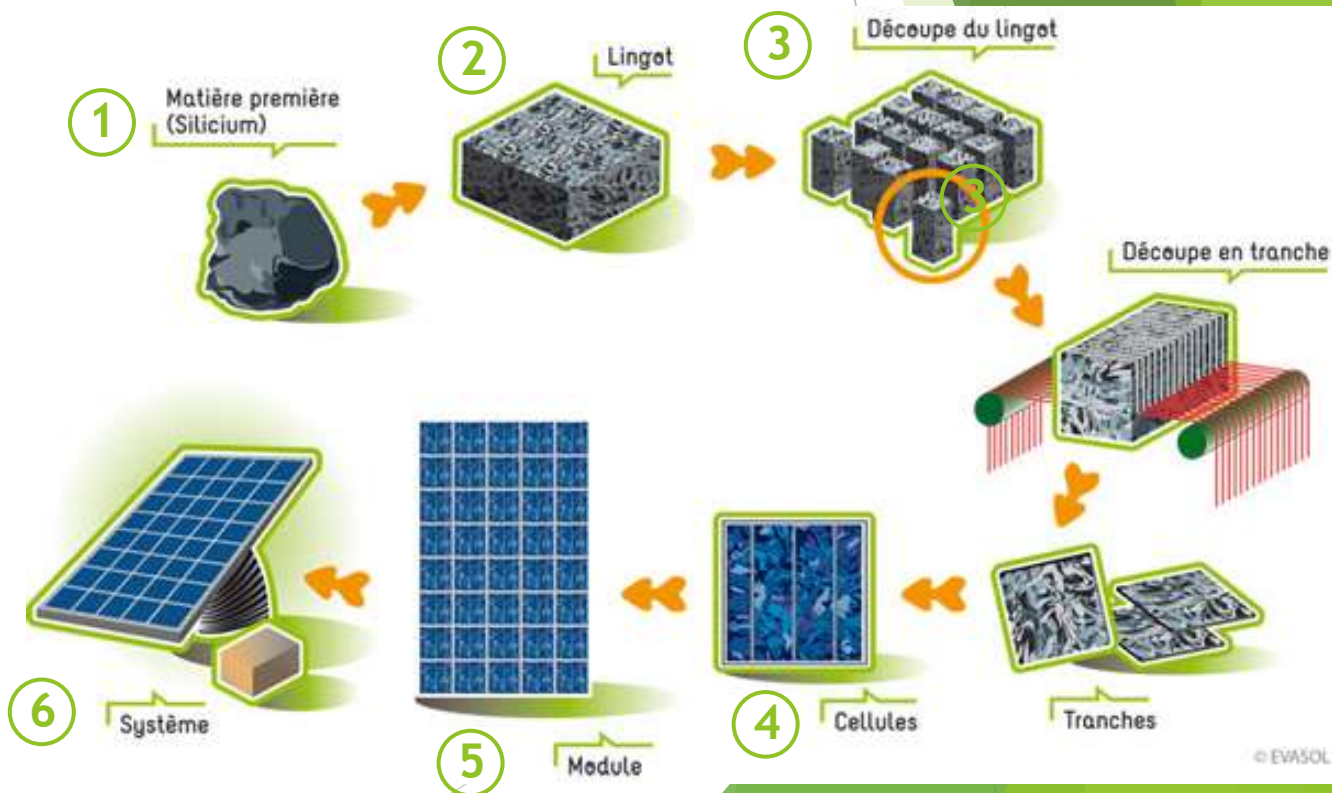 1
Matière première
(Silicium)
2
Lingot
3
Découpe du lingot
3
Découpe en tranche
Tranches
4
Cellules
5
Module
6
Système
© EVASOL